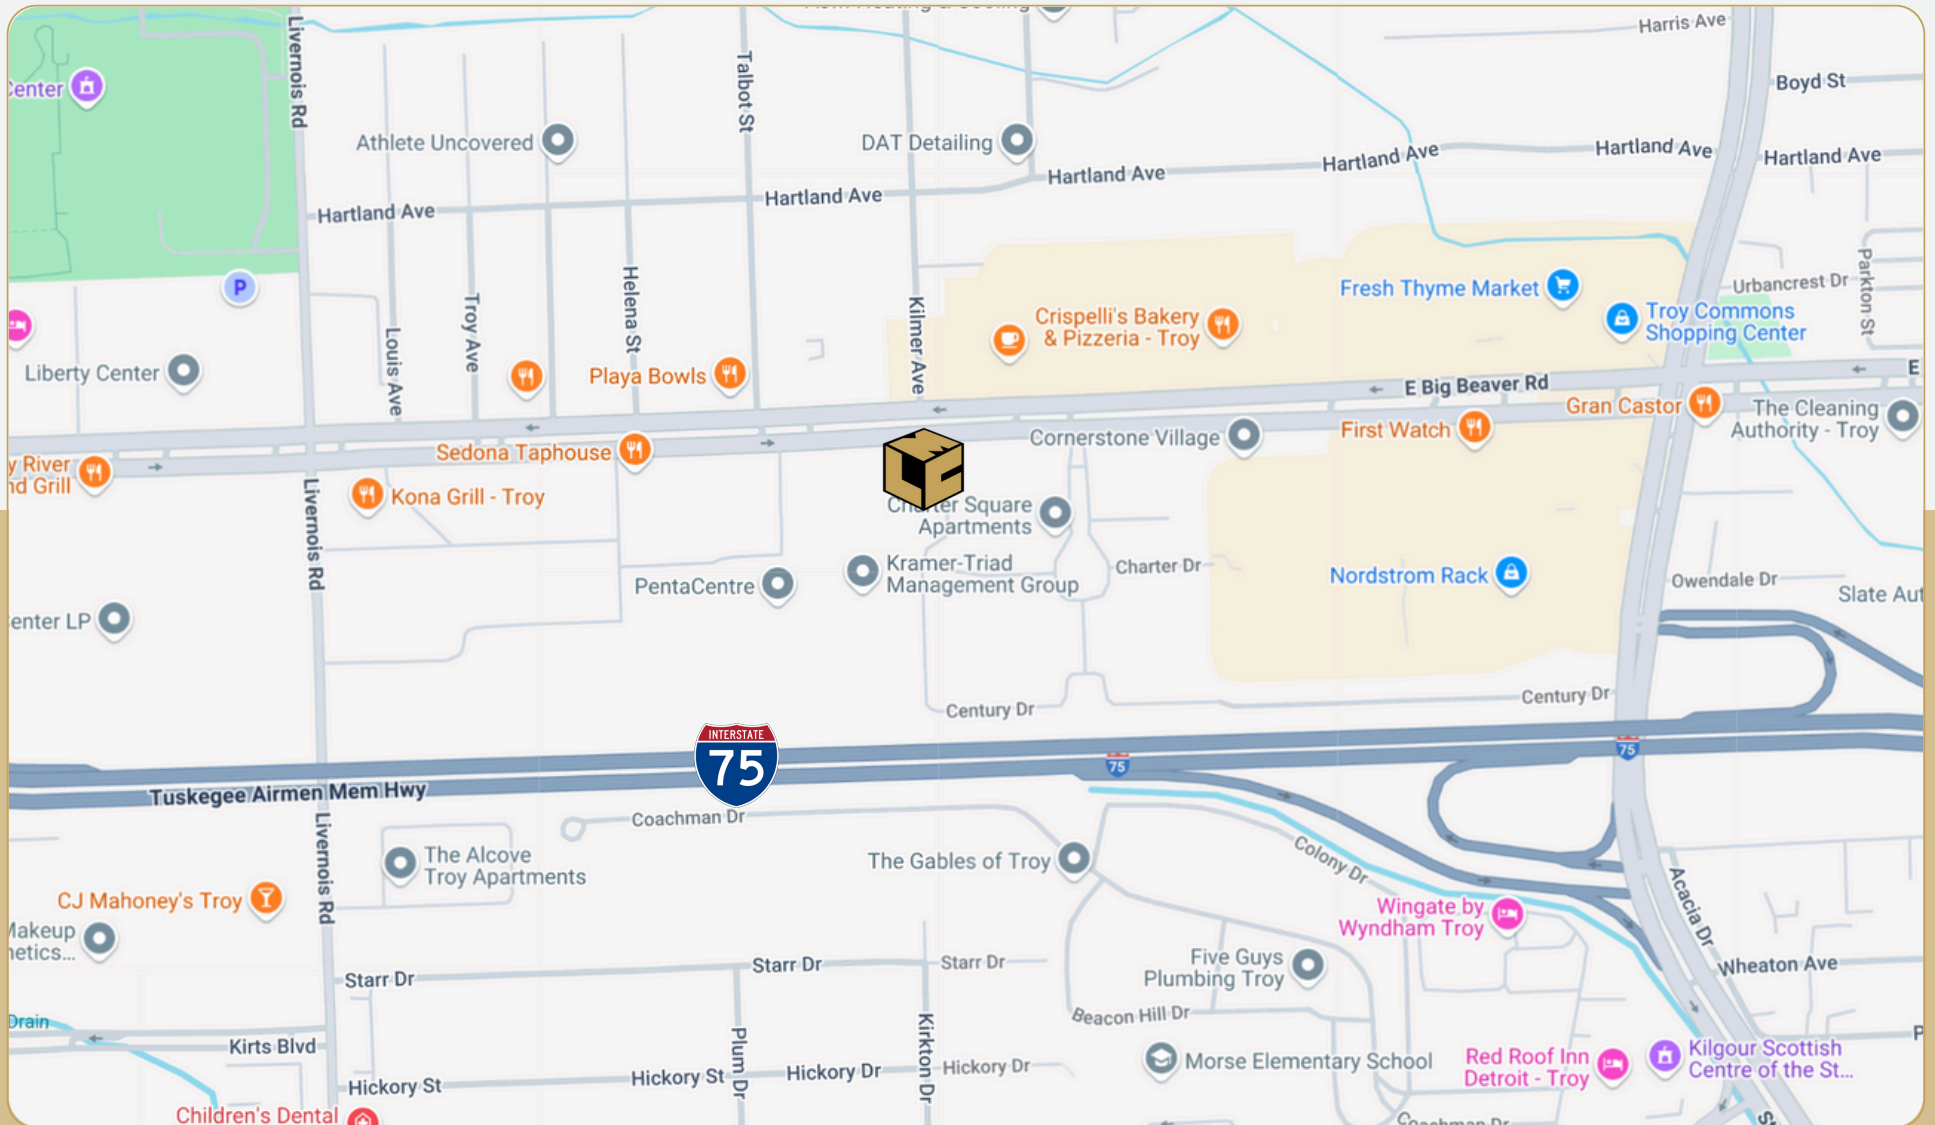 Harris Ave
Boyd St
Livernois Rd
Talbot St
Center
Athlete Uncovered
DAT Detailing
Hartland Ave
Hartland Ave
Hartland Ave
Hartland Ave
Hartland Ave
Hartland Ave
P
Louis Ave
Troy Ave
Helena St
Kilmer Ave
Parkton St
Urbancrest Dr
Fresh Thyme Market
Troy Commons
Shopping Center
Crispelli's Bakery
& Pizzeria - Troy
Liberty Center
Playa Bowls
E Big Beaver Rd
E
Gran Castor
The Cleaning
Authority - Troy
First Watch
Cornerstone Village
Sedona Taphouse
y River
nd Grill
Kona Grill - Troy
Livernois Rd
Charter Square
Apartments
Kramer-Triad
Management Group
Charter Dr
PentaCentre
Nordstrom Rack
Owendale Dr
Slate Aut
enter LP
Century Dr
Century Dr
INTERSTATE
75
75
75
Tuskegee Airmen Mem Hwy
Coachman Dr
Livernois Rd
The Alcove
Troy Apartments
The Gables of Troy
Colony Dr
Acacia Dr
CJ Mahoney's Troy
Makeup
netics...
Wingate by
Wyndham Troy
Five Guys
Plumbing Troy
Wheaton Ave
Starr Dr
Starr Dr
Starr Dr
Drain
Kirts Blvd
Plum Dr
Kirkton Dr
Beacon Hill Dr
Morse Elementary School
Red Roof Inn
Detroit - Troy
Kilgour Scottish
Centre of the St...
Hickory St
Hickory St
Hickory Dr
Hickory Dr
Children's Dental
Coachman Dr